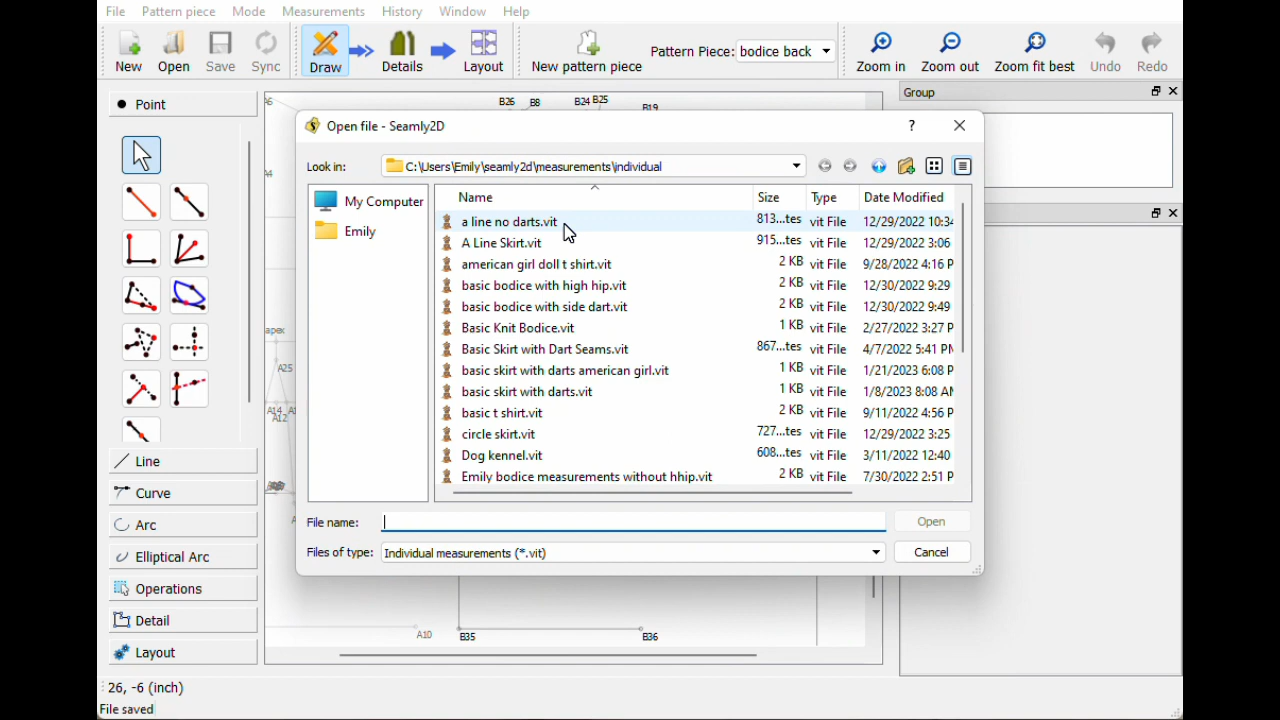 File Pattern piece Mode Measurements History Window Help
New Open Save Sync Draw Details Layout New pattern piece Pattern Piece: bodice back Zoom in Zoom out Zoom fit best Undo Redo
Point
Group
B26 B8 B24 B25 B19
Open file - Seamly2D
Look in: C:\Users\Emily\seamly2d\measurements\individual
My Computer
Emily
Name Size Type Date Modified
a line no darts.vit 813...tes vit File 12/29/2022 10:34
A Line Skirt.vit 915...tes vit File 12/29/2022 3:06
american girl doll t shirt.vit 2 KB vit File 9/28/2022 4:16 P
basic bodice with high hip.vit 2 KB vit File 12/30/2022 9:29
basic bodice with side dart.vit 2 KB vit File 12/30/2022 9:49
Basic Knit Bodice.vit 1 KB vit File 2/27/2022 3:27 P
Basic Skirt with Dart Seams.vit 867...tes vit File 4/7/2022 5:41 PM
basic skirt with darts american girl.vit 1 KB vit File 1/21/2023 6:08 P
basic skirt with darts.vit 1 KB vit File 1/8/2023 8:08 AM
basic t shirt.vit 2 KB vit File 9/11/2022 4:56 P
circle skirt.vit 727...tes vit File 12/29/2022 3:25
Dog kennel.vit 608...tes vit File 3/11/2022 12:40
Emily bodice measurements without hhip.vit 2 KB vit File 7/30/2022 2:51 P
File name: Open
Files of type: Individual measurements (*.vit) Cancel
apex
A25
A14
A12
Line
Curve
Arc
Elliptical Arc
Operations
Detail
Layout
A10 B35 B36
26, -6 (inch)
File saved